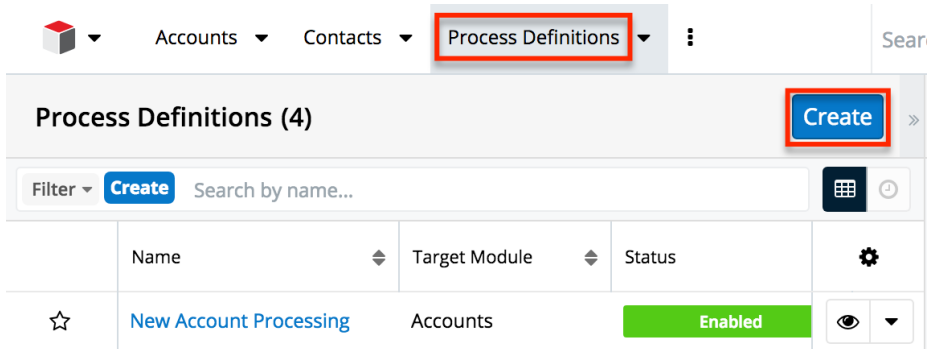 Accounts Contacts Process Definitions
Process Definitions (4) Create
Filter Create Search by name...
Name Target Module Status
New Account Processing Accounts Enabled